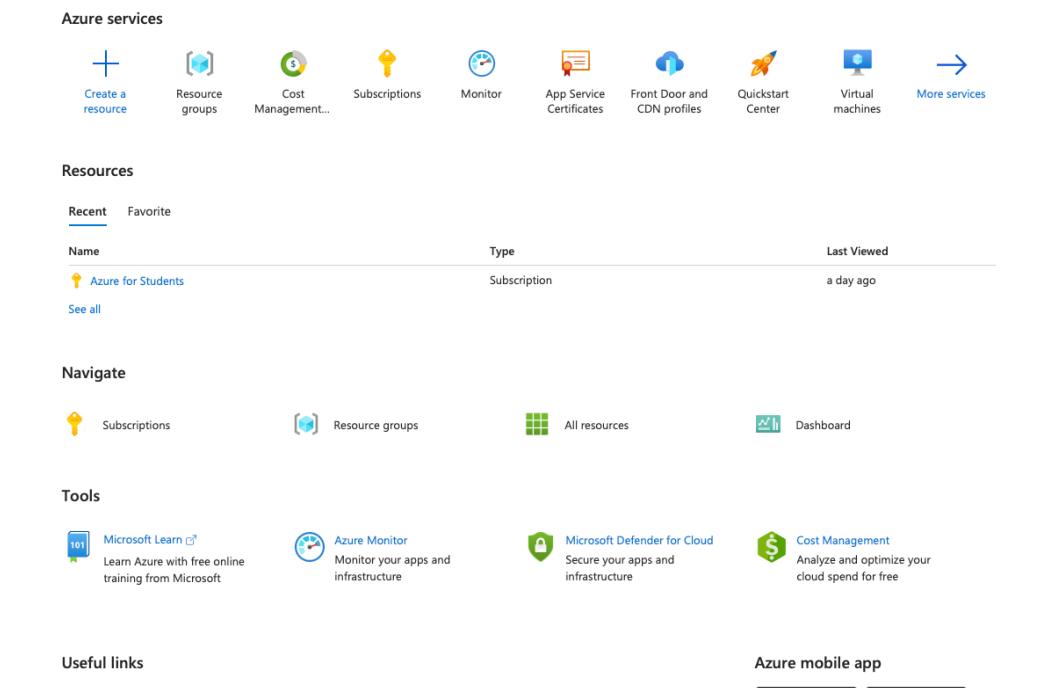 Azure services
Create a
resource
Resource
groups
Cost
Management...
Subscriptions
Monitor
App Service
Certificates
Front Door and
CDN profiles
Quickstart
Center
Virtual
machines
More services
Resources
Recent Favorite
Name Type Last Viewed
Azure for Students Subscription a day ago
See all
Navigate
Subscriptions Resource groups All resources Dashboard
Tools
101
Microsoft Learn
Learn Azure with free online
training from Microsoft
Azure Monitor
Monitor your apps and
infrastructure
Microsoft Defender for Cloud
Secure your apps and
infrastructure
$
Cost Management
Analyze and optimize your
cloud spend for free
Useful links Azure mobile app